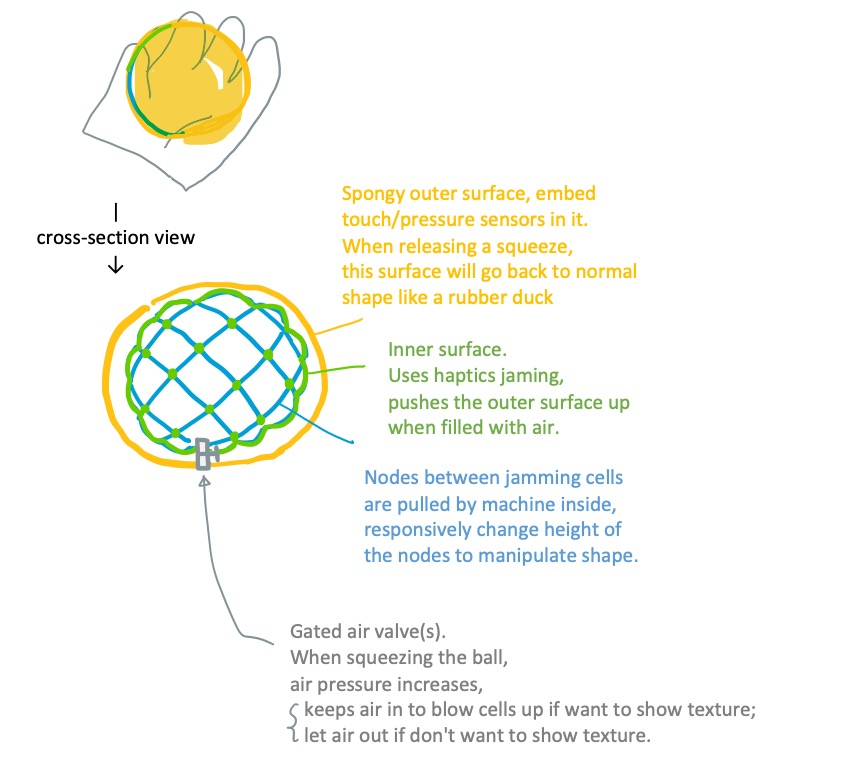 cross-section view
Spongy outer surface, embed
touch/pressure sensors in it.
When releasing a squeeze,
this surface will go back to normal
shape like a rubber duck
Inner surface.
Uses haptics jaming,
pushes the outer surface up
when filled with air.
Nodes between jamming cells
are pulled by machine inside,
responsively change height of
the nodes to manipulate shape.
Gated air valve(s).
When squeezing the ball,
air pressure increases,
keeps air in to blow cells up if want to show texture;
let air out if don't want to show texture.